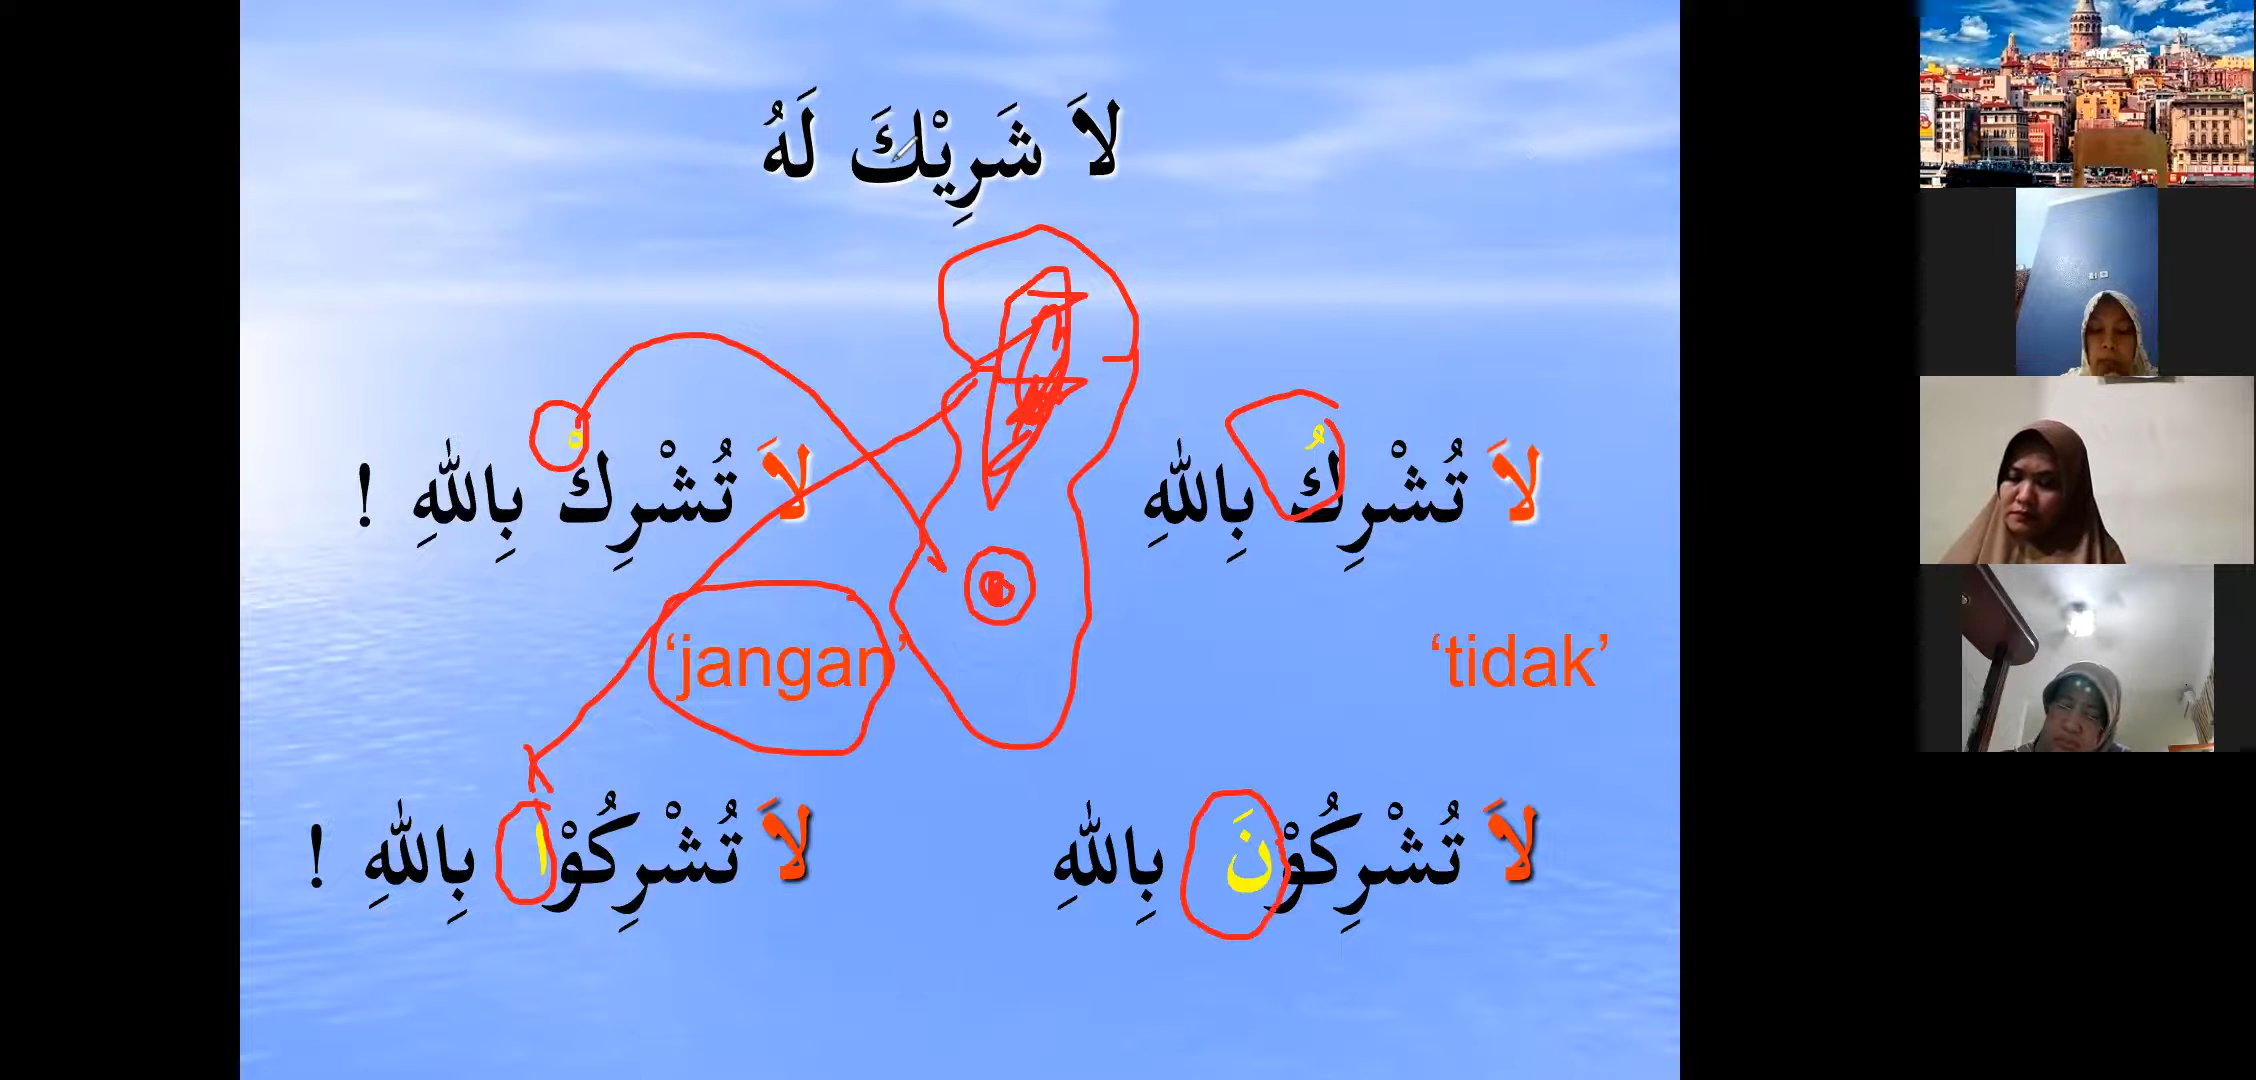 لاَ شَرِيْكَ لَهُ
لاَ تُشْرِكُ بِاللهِ
لاَ تُشْرِكْ بِاللهِ !
‘jangan’
‘tidak’
لاَ تُشْرِكُوْنَ بِاللهِ
لاَ تُشْرِكُوْا بِاللهِ !